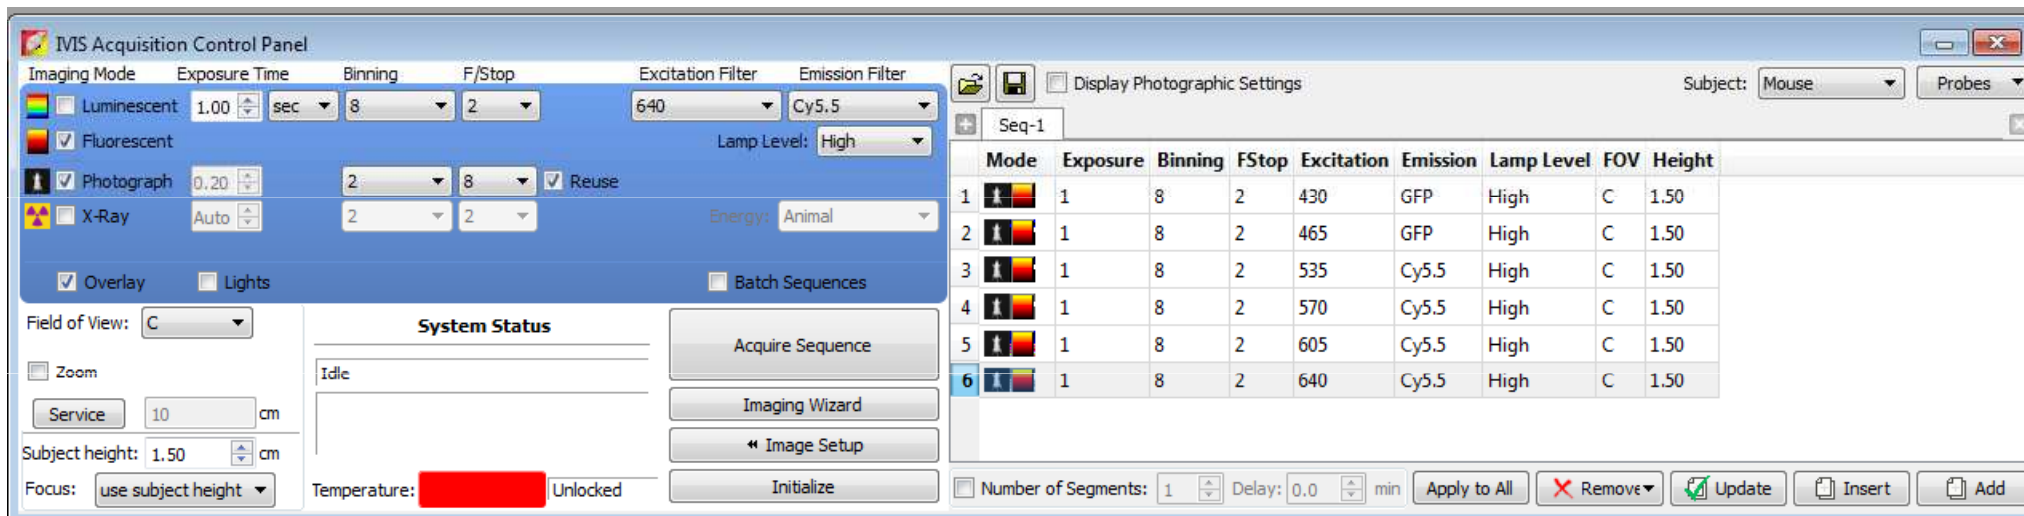 IVIS Acquisition Control Panel
Imaging Mode Exposure Time Binning F/Stop Excitation Filter Emission Filter
Luminescent 1.00 sec 8 2 640 Cy5.5
Fluorescent Lamp Level: High
Photograph 0.20 2 8 Reuse
X-Ray Auto 2 2 Energy: Animal
Overlay Lights Batch Sequences
Field of View: C
Zoom
Service 10 cm
Subject height: 1.50 cm
Focus: use subject height
System Status
Idle
Temperature: Unlocked
Acquire Sequence
Imaging Wizard
Image Setup
Initialize
Display Photographic Settings Subject: Mouse Probes
Seq-1
Mode Exposure Binning FStop Excitation Emission Lamp Level FOV Height
1 1 8 2 430 GFP High C 1.50
2 1 8 2 465 GFP High C 1.50
3 1 8 2 535 Cy5.5 High C 1.50
4 1 8 2 570 Cy5.5 High C 1.50
5 1 8 2 605 Cy5.5 High C 1.50
6 1 8 2 640 Cy5.5 High C 1.50
Number of Segments: 1 Delay: 0.0 min Apply to All Remove Update Insert Add